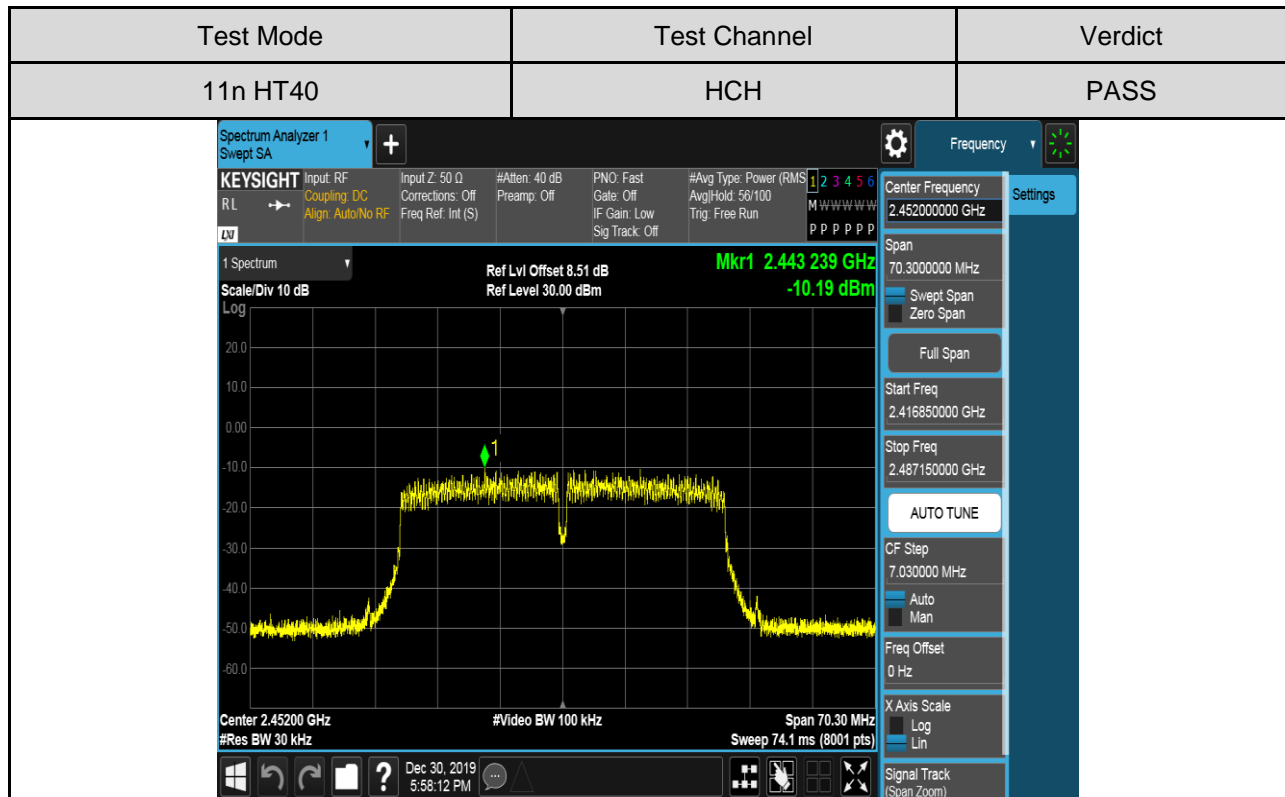 Test Mode Test Channel Verdict
11n HT40 HCH PASS
Spectrum Analyzer 1
Swept SA
+
Frequency
KEYSIGHT Input: RF Input Z: 50 Ω #Atten: 40 dB PNO: Fast #Avg Type: Power (RMS 1 2 3 4 5 6
RL Coupling: DC Corrections: Off Preamp: Off Gate: Off Avg|Hold: 56/100 M W W W W W
Align: Auto/No RF Freq Ref: Int (S) IF Gain: Low Trig: Free Run
LXI Sig Track: Off P P P P P P
1 Spectrum
Ref Lvl Offset 8.51 dB
Mkr1 2.443 239 GHz
Scale/Div 10 dB Ref Level 30.00 dBm -10.19 dBm
Log
20.0
10.0
0.00
-10.0
-20.0
-30.0
-40.0
-50.0
-60.0
1
Center 2.45200 GHz #Video BW 100 kHz Span 70.30 MHz
#Res BW 30 kHz Sweep 74.1 ms (8001 pts)
Dec 30, 2019
5:58:12 PM
?
Settings
Center Frequency
2.452000000 GHz
Span
70.3000000 MHz
Swept Span
Zero Span
Full Span
Start Freq
2.416850000 GHz
Stop Freq
2.487150000 GHz
AUTO TUNE
CF Step
7.030000 MHz
Auto
Man
Freq Offset
0 Hz
X Axis Scale
Log
Lin
Signal Track
(Span Zoom)